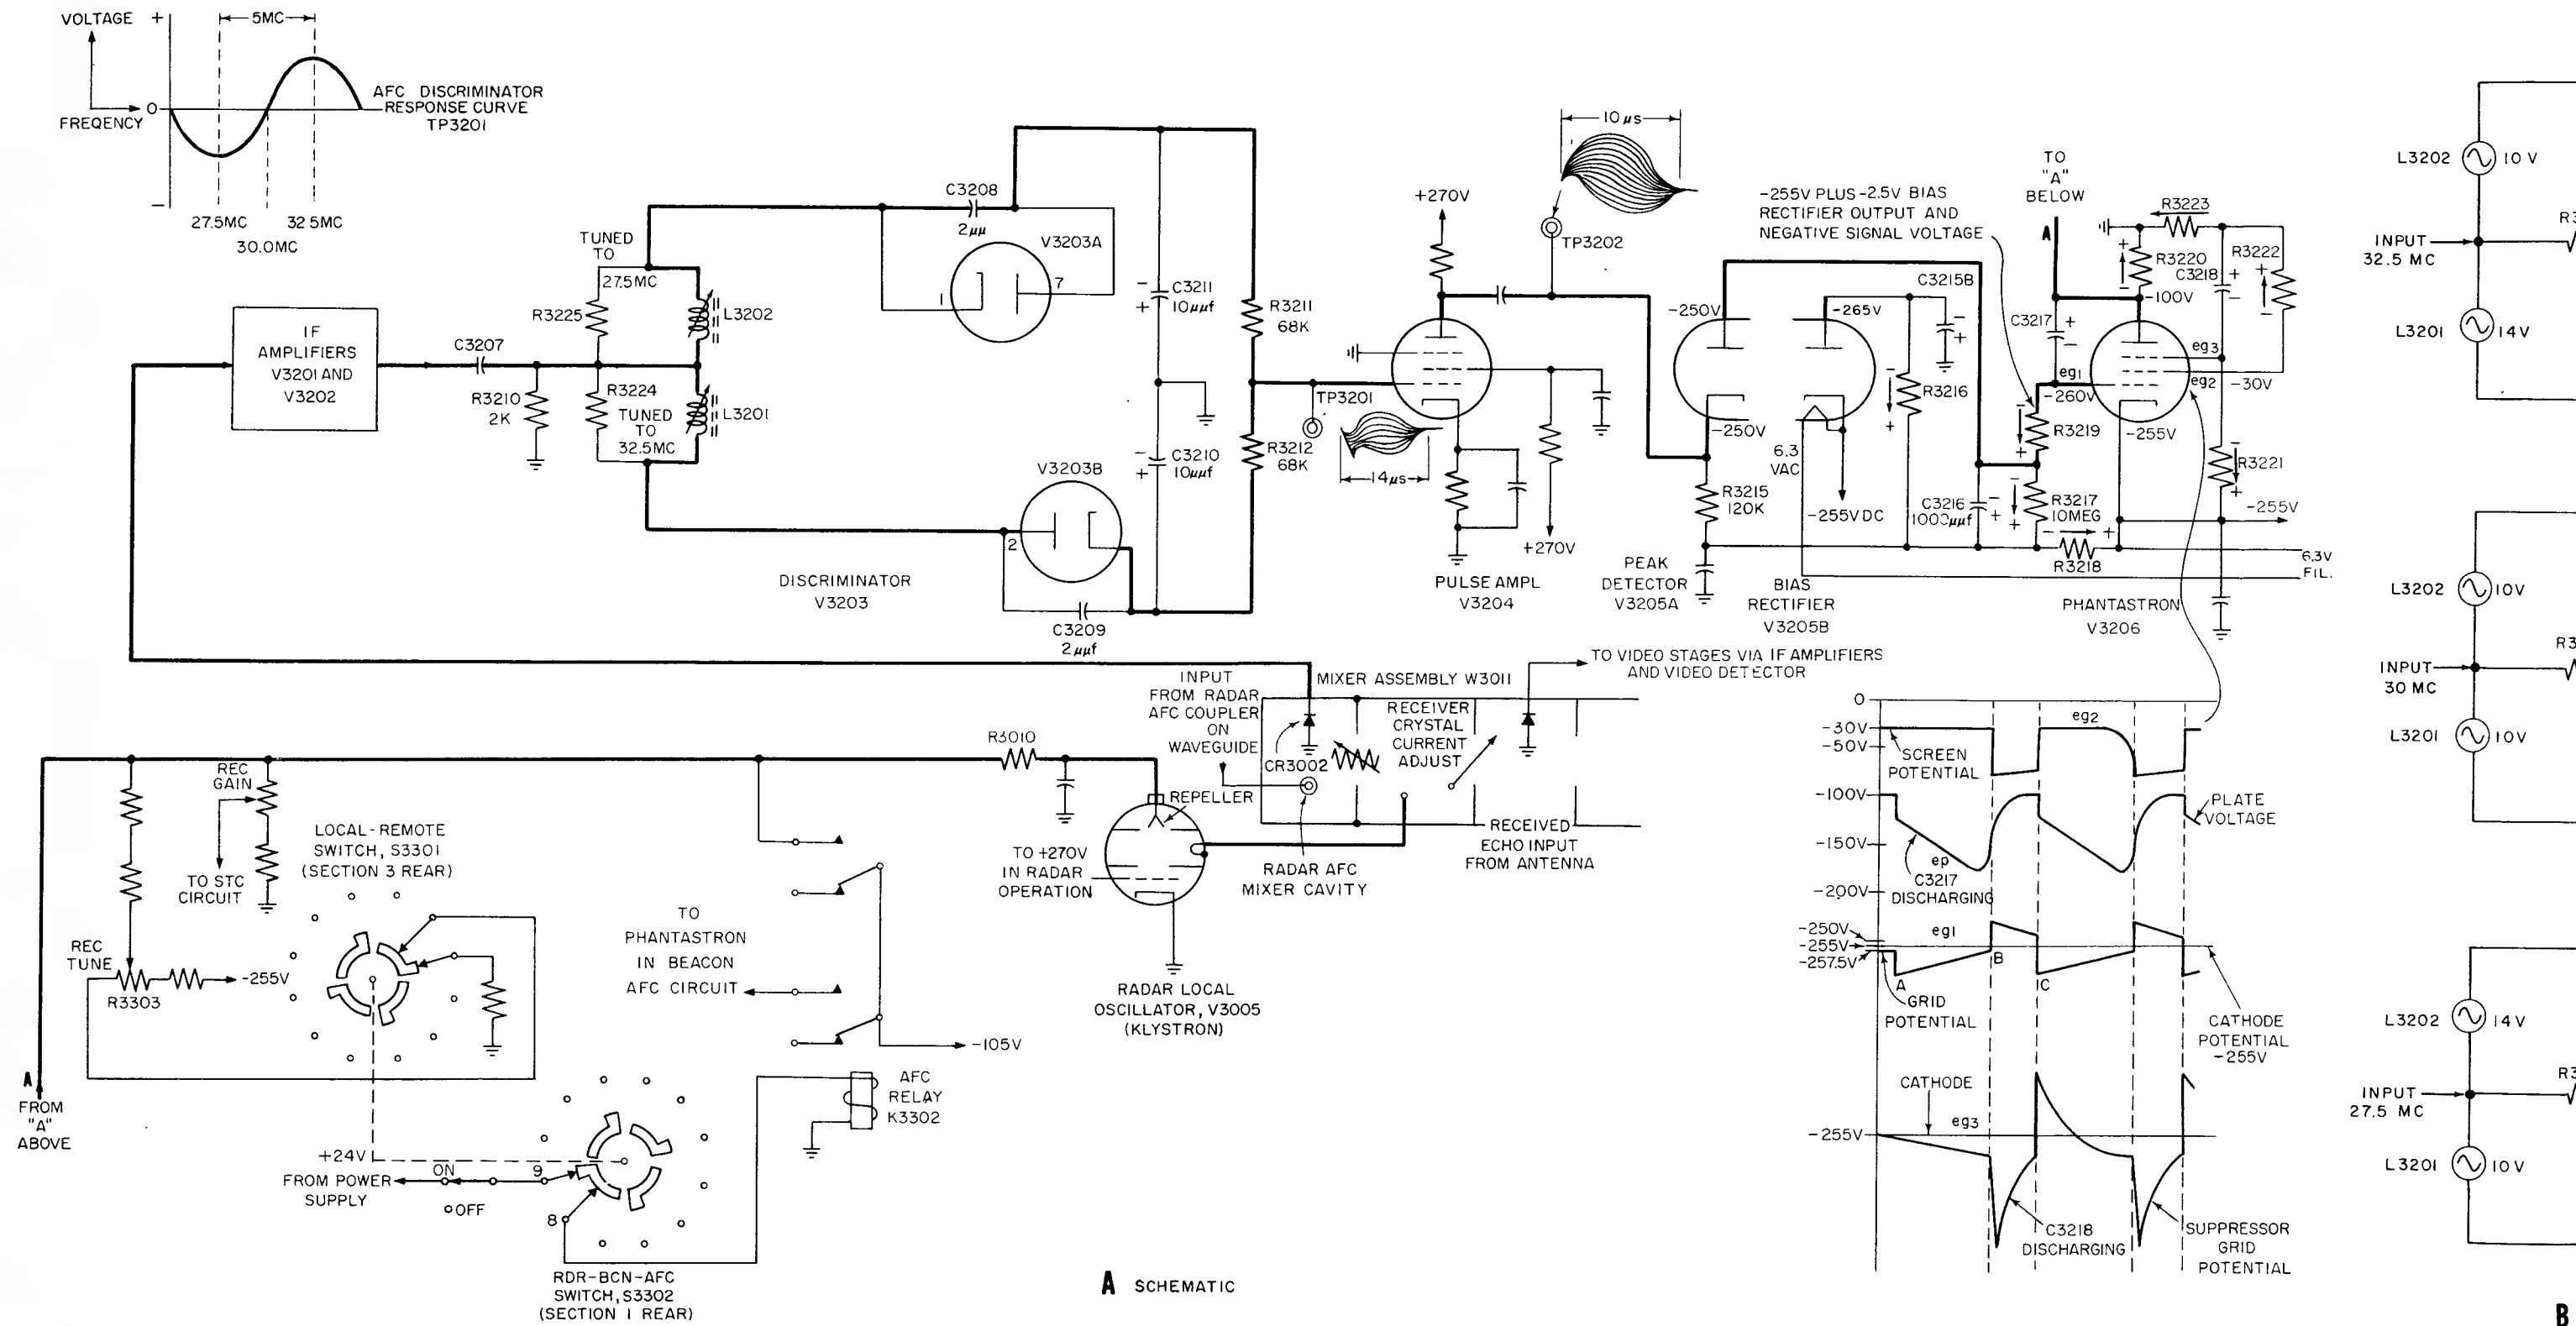 VOLTAGE
+
5MC
0
FREQENCY
−
27.5MC
32 5MC
30.0MC
AFC DISCRIMINATOR
RESPONSE CURVE
TP3201
IF
AMPLIFIERS
V3201 AND
V3202
C3207
R3210
2K
TUNED
TO
27.5MC
R3225
L3202
R3224
TUNED
TO
32.5MC
L3201
C3208
2µµ
V3203A
1
7
C3211
10µµf
−
+
C3210
10µµf
−
+
R3211
68K
R3212
68K
V3203B
2
C3209
2µµf
DISCRIMINATOR
V3203
TP3201
14µs
+270V
+270V
PULSE AMPL
V3204
10µs
TP3202
-250V
-250V
R3215
120K
PEAK
DETECTOR
V3205A
-265V
6.3
VAC
-255VDC
BIAS
RECTIFIER
V3205B
C3215B
R3216
C3216
1000µµf
R3217
10MEG
R3218
R3219
-255V PLUS -2.5V BIAS
RECTIFIER OUTPUT AND
NEGATIVE SIGNAL VOLTAGE
TO
"A"
BELOW
A
R3223
R3220
C3218
R3222
-100V
C3217
eg1
-260V
eg3
eg2
-30V
-255V
R3221
-255V
6.3V
FIL.
PHANTASTRON
V3206
TO VIDEO STAGES VIA IF AMPLIFIERS
AND VIDEO DETECTOR
INPUT
FROM RADAR
AFC COUPLER
ON
WAVEGUIDE
MIXER ASSEMBLY W3011
CR3002
RECEIVER
CRYSTAL
CURRENT
ADJUST
RECEIVED
ECHO INPUT
FROM ANTENNA
RADAR AFC
MIXER CAVITY
R3010
REPELLER
TO +270V
IN RADAR
OPERATION
RADAR LOCAL
OSCILLATOR, V3005
(KLYSTRON)
REC
GAIN
TO STC
CIRCUIT
LOCAL-REMOTE
SWITCH, S3301
(SECTION 3 REAR)
REC
TUNE
R3303
-255V
TO
PHANTASTRON
IN BEACON
AFC CIRCUIT
-105V
AFC
RELAY
K3302
A
FROM
"A"
ABOVE
+24V
FROM POWER
SUPPLY
ON
OFF
9
8
RDR-BCN-AFC
SWITCH, S3302
(SECTION 1 REAR)
A SCHEMATIC
0
-30V
-50V
SCREEN
POTENTIAL
eg2
-100V
-150V
-200V
ep
C3217
DISCHARGING
PLATE
VOLTAGE
-250V
-255V
-257.5V
eg1
A
B
C
GRID
POTENTIAL
CATHODE
POTENTIAL
-255V
CATHODE
eg3
-255V
C3218
DISCHARGING
SUPPRESSOR
GRID
POTENTIAL
L3202
10 V
INPUT
32.5 MC
L3201
14V
L3202
10V
INPUT
30 MC
L3201
10V
L3202
14V
INPUT
27.5 MC
L3201
10V
B